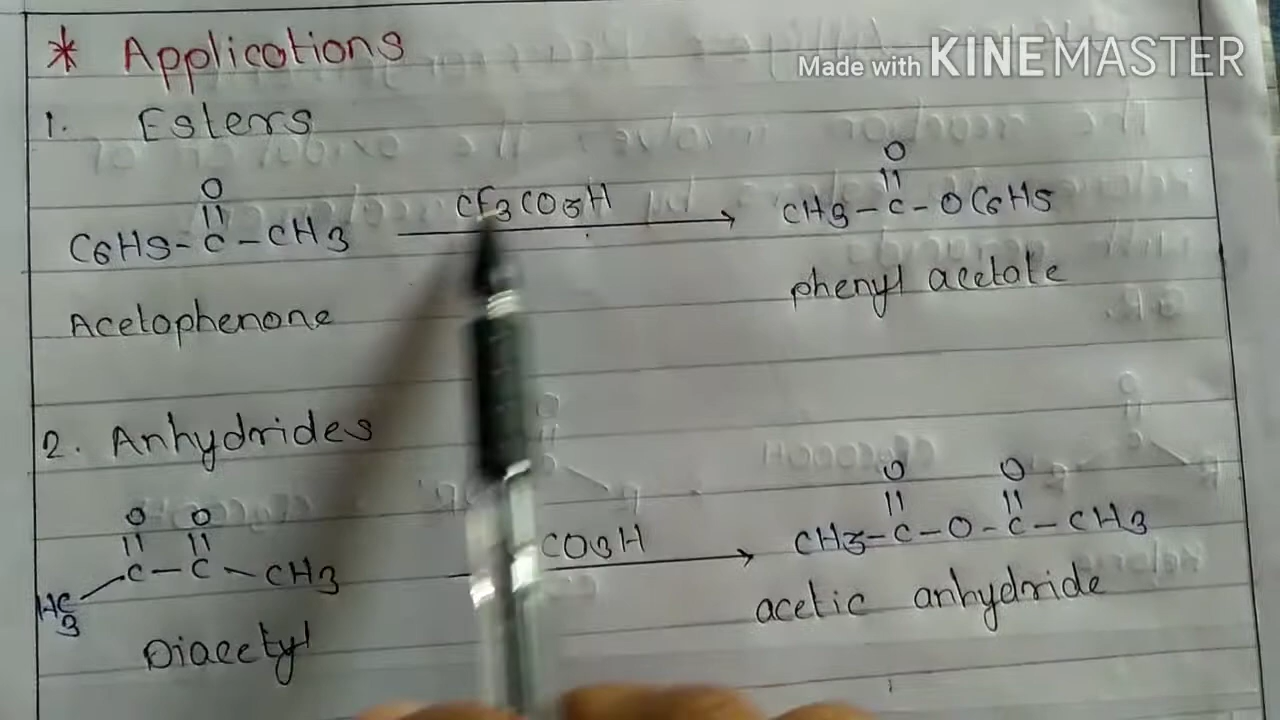 * Applications
Made with KINEMASTER
1. Esters
O
||
C6H5-C-CH3
CF3CO3H
O
||
CH3-C-OC6H5
Acetophenone
phenyl acetate
2. Anhydrides
O O
|| ||
H3C C-C-CH3
CO3H
O O
|| ||
CH3-C-O-C-CH3
Diacetyl
acetic anhydride